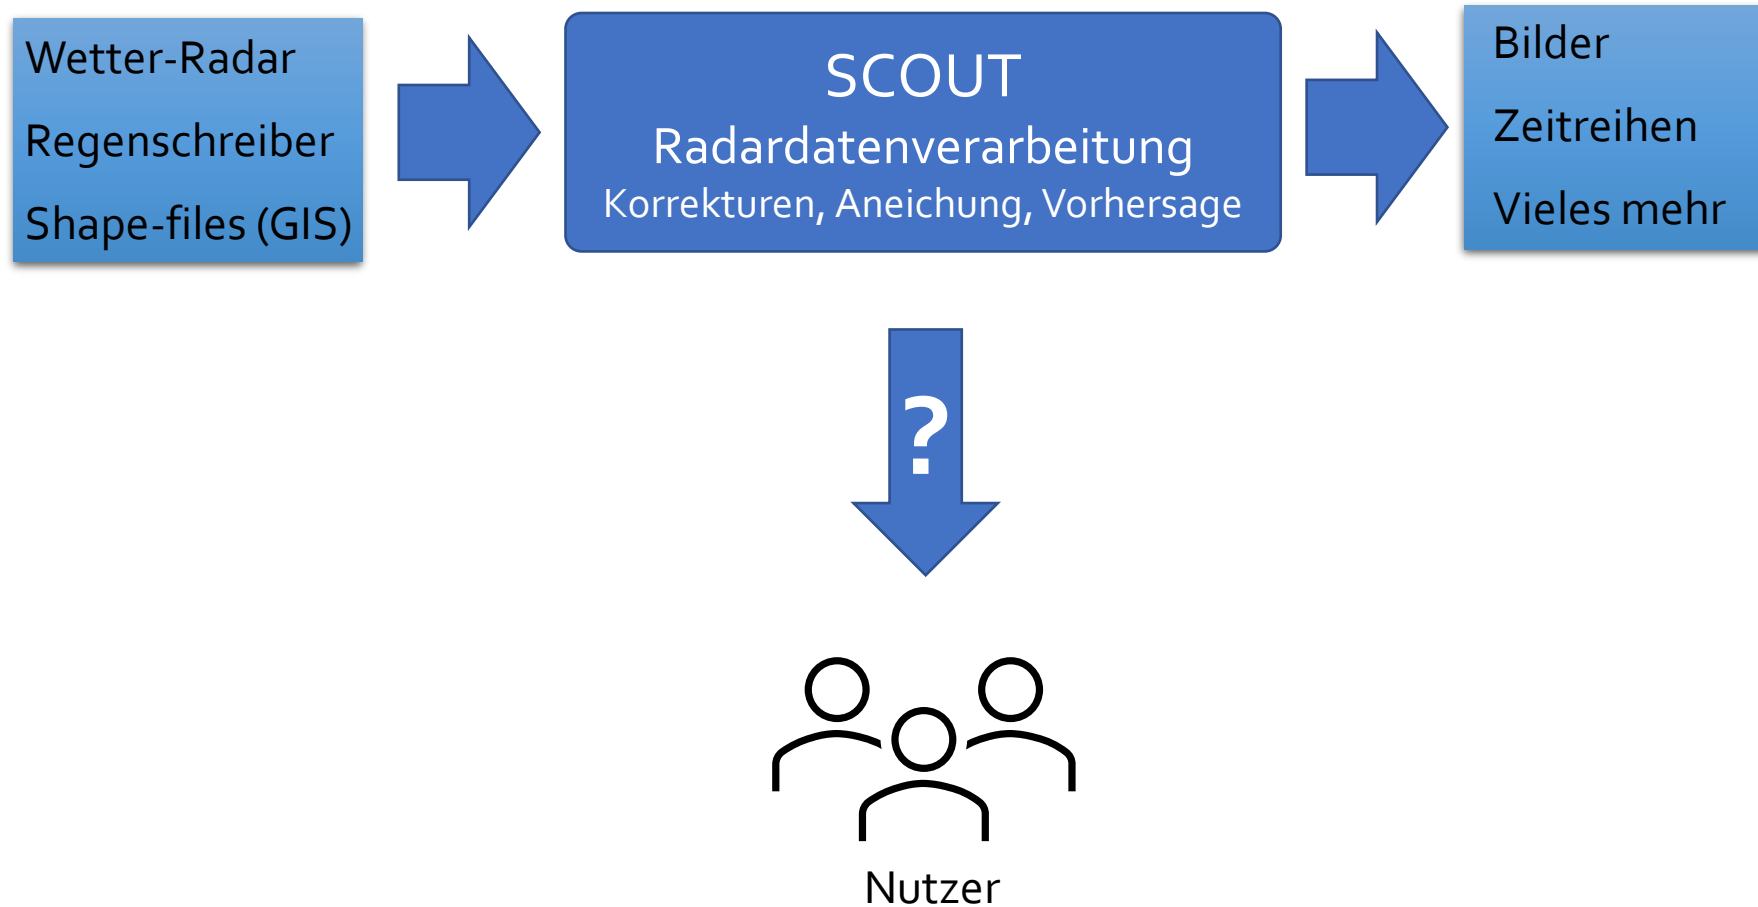 Wetter-Radar
Regenschreiber
Shape-files (GIS)
SCOUT
Radardatenverarbeitung
Korrekturen, Aneichung, Vorhersage
Bilder
Zeitreihen
Vieles mehr
?
Nutzer